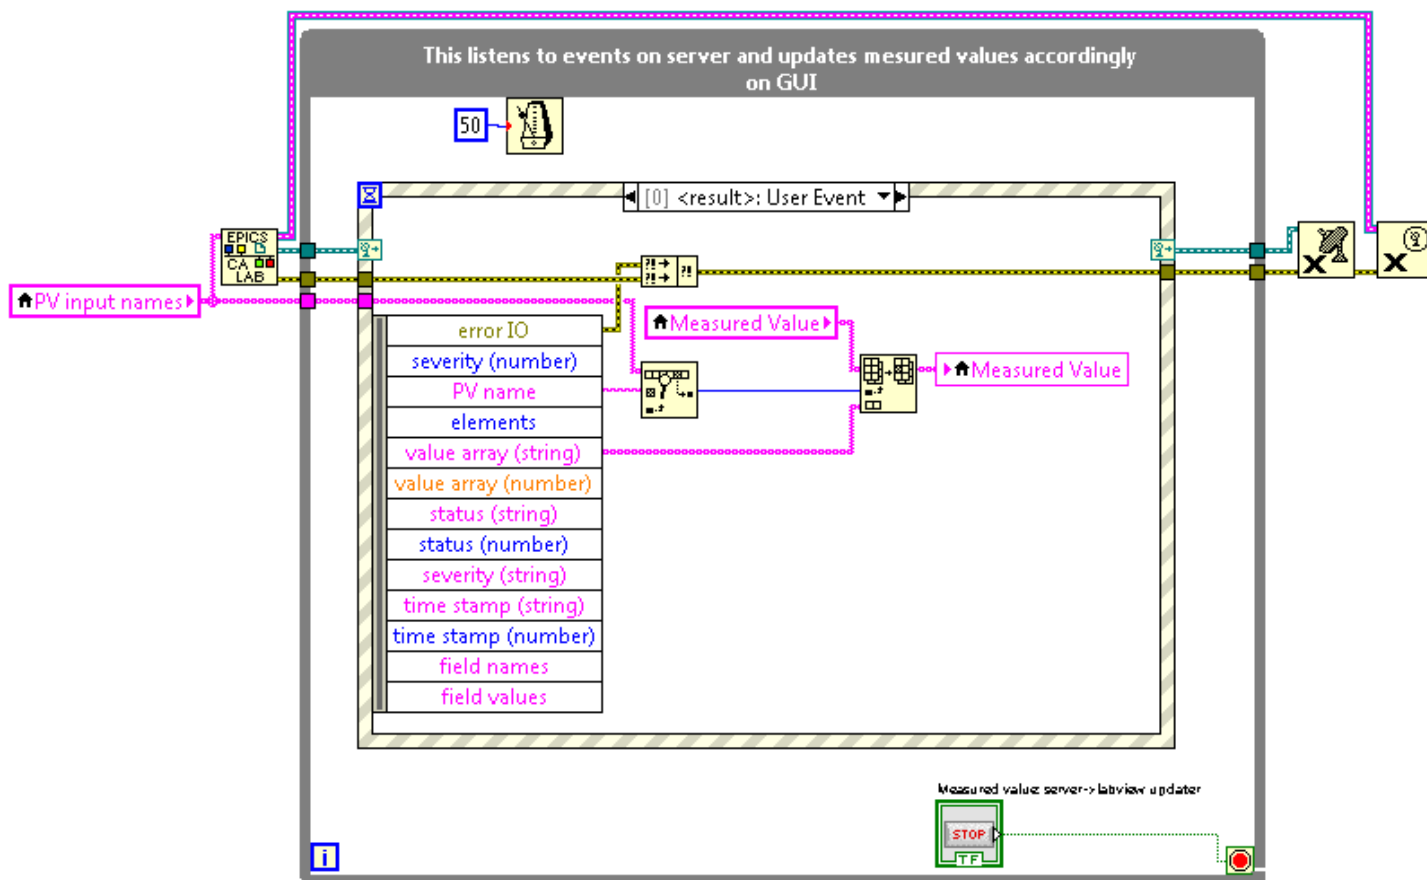 This listens to events on server and updates mesured values accordingly
on GUI
50
[0] <result>: User Event
EPICS
CA
LAB
PV input names
error IO
severity (number)
PV name
elements
value array (string)
value array (number)
status (string)
status (number)
severity (string)
time stamp (string)
time stamp (number)
field names
field values
Measured Value
Measured Value
Measured value: server->labview updater
STOP
TF
i